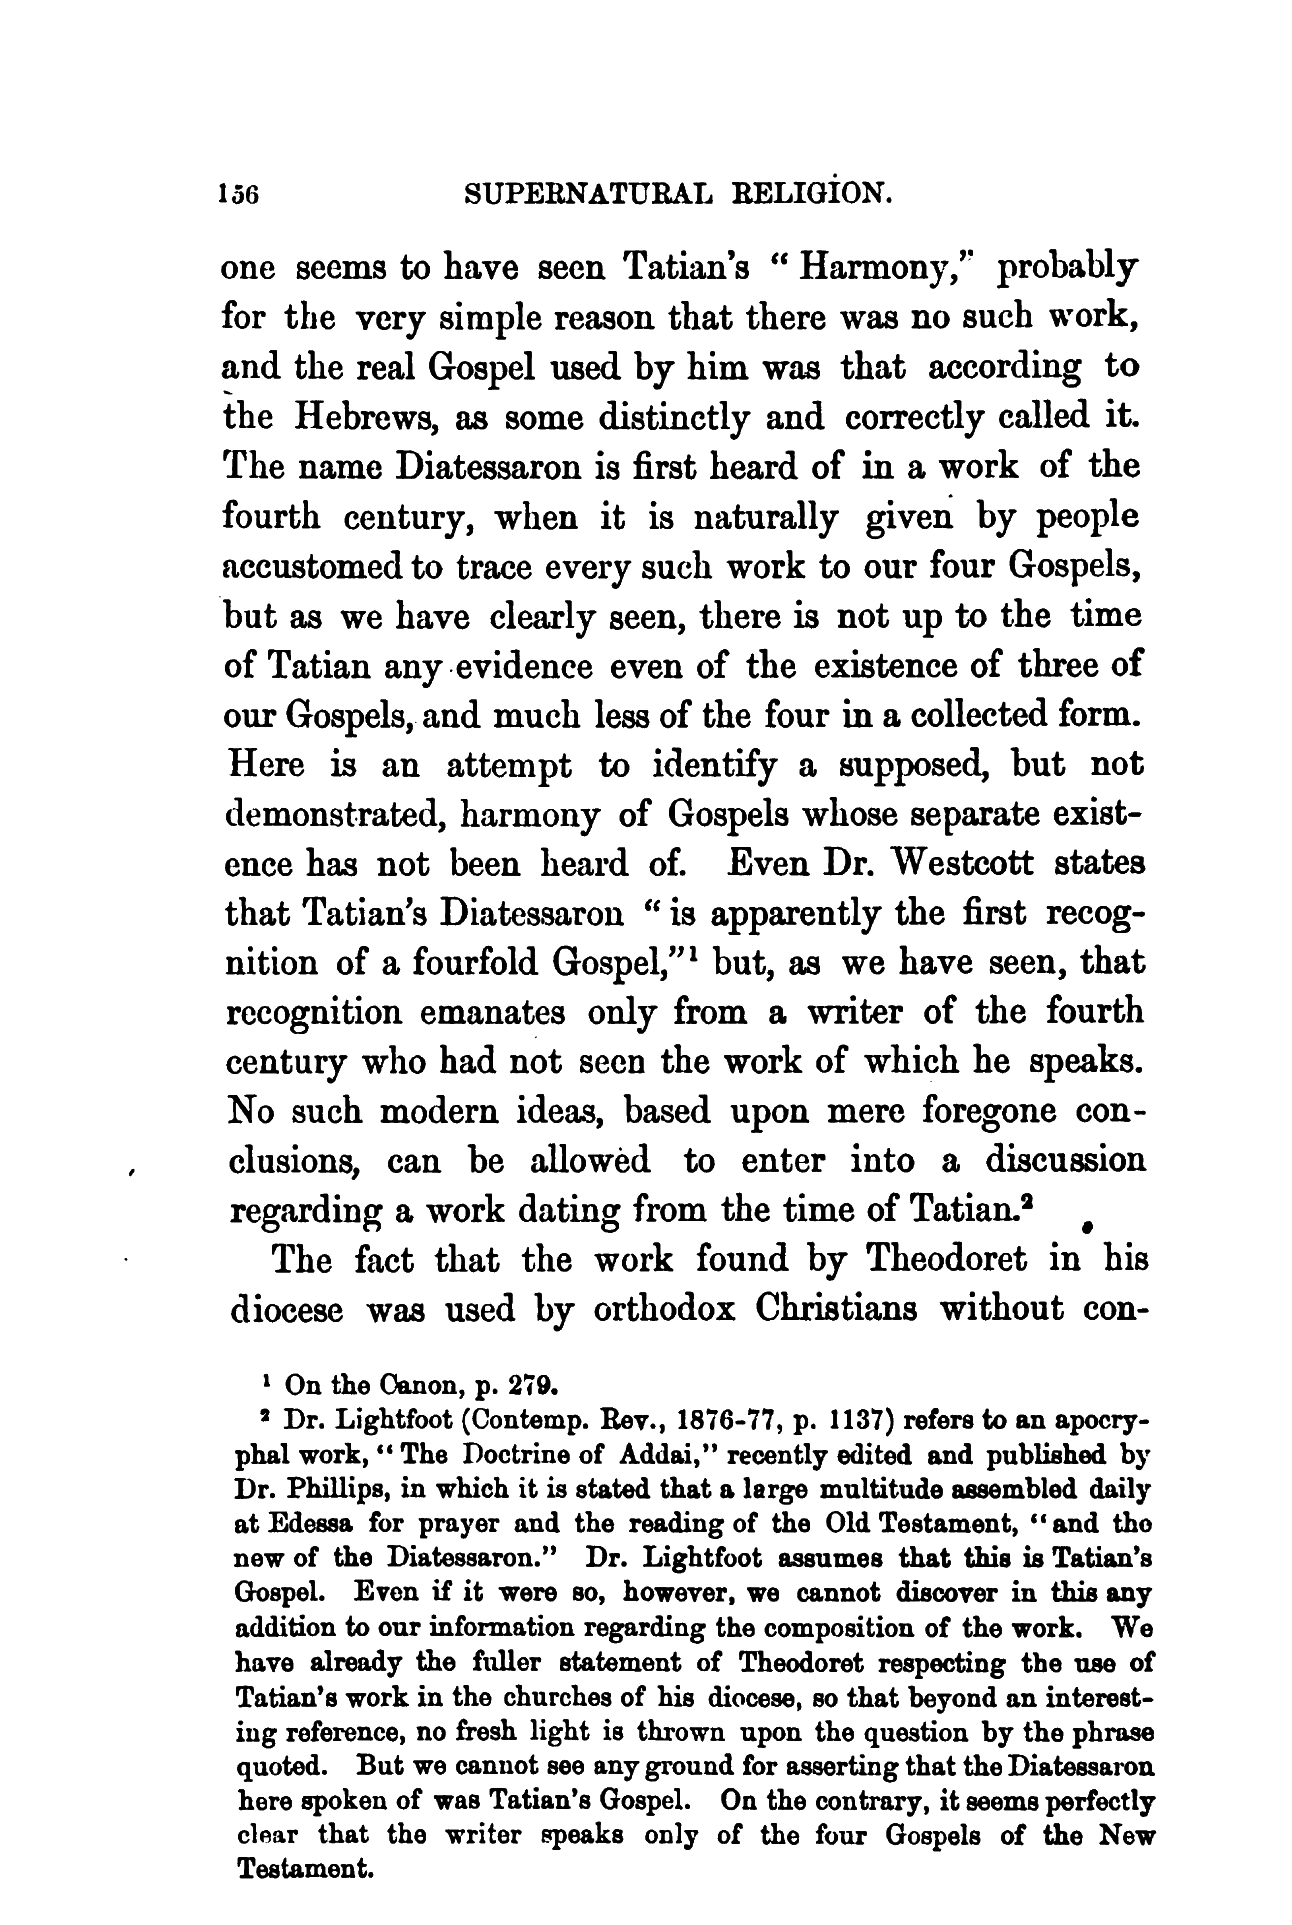 156 SUPERNATURAL RELIGION.
one seems to have seen Tatian's "Harmony," probably
for the very simple reason that there was no such work,
and the real Gospel used by him was that according to
the Hebrews, as some distinctly and correctly called it.
The name Diatessaron is first heard of in a work of the
fourth century, when it is naturally given by people
accustomed to trace every such work to our four Gospels,
but as we have clearly seen, there is not up to the time
of Tatian any evidence even of the existence of three of
our Gospels, and much less of the four in a collected form.
Here is an attempt to identify a supposed, but not
demonstrated, harmony of Gospels whose separate exist-
ence has not been heard of. Even Dr. Westcott states
that Tatian's Diatessaron "is apparently the first recog-
nition of a fourfold Gospel,"¹ but, as we have seen, that
recognition emanates only from a writer of the fourth
century who had not seen the work of which he speaks.
No such modern ideas, based upon mere foregone con-
clusions, can be allowed to enter into a discussion
regarding a work dating from the time of Tatian.²
The fact that the work found by Theodoret in his
diocese was used by orthodox Christians without con-
¹ On the Canon, p. 279.
² Dr. Lightfoot (Contemp. Rev., 1876-77, p. 1137) refers to an apocry-
phal work, "The Doctrine of Addai," recently edited and published by
Dr. Phillips, in which it is stated that a large multitude assembled daily
at Edessa for prayer and the reading of the Old Testament, "and the
new of the Diatessaron." Dr. Lightfoot assumes that this is Tatian's
Gospel. Even if it were so, however, we cannot discover in this any
addition to our information regarding the composition of the work. We
have already the fuller statement of Theodoret respecting the use of
Tatian's work in the churches of his diocese, so that beyond an interest-
ing reference, no fresh light is thrown upon the question by the phrase
quoted. But we cannot see any ground for asserting that the Diatessaron
here spoken of was Tatian's Gospel. On the contrary, it seems perfectly
clear that the writer speaks only of the four Gospels of the New
Testament.